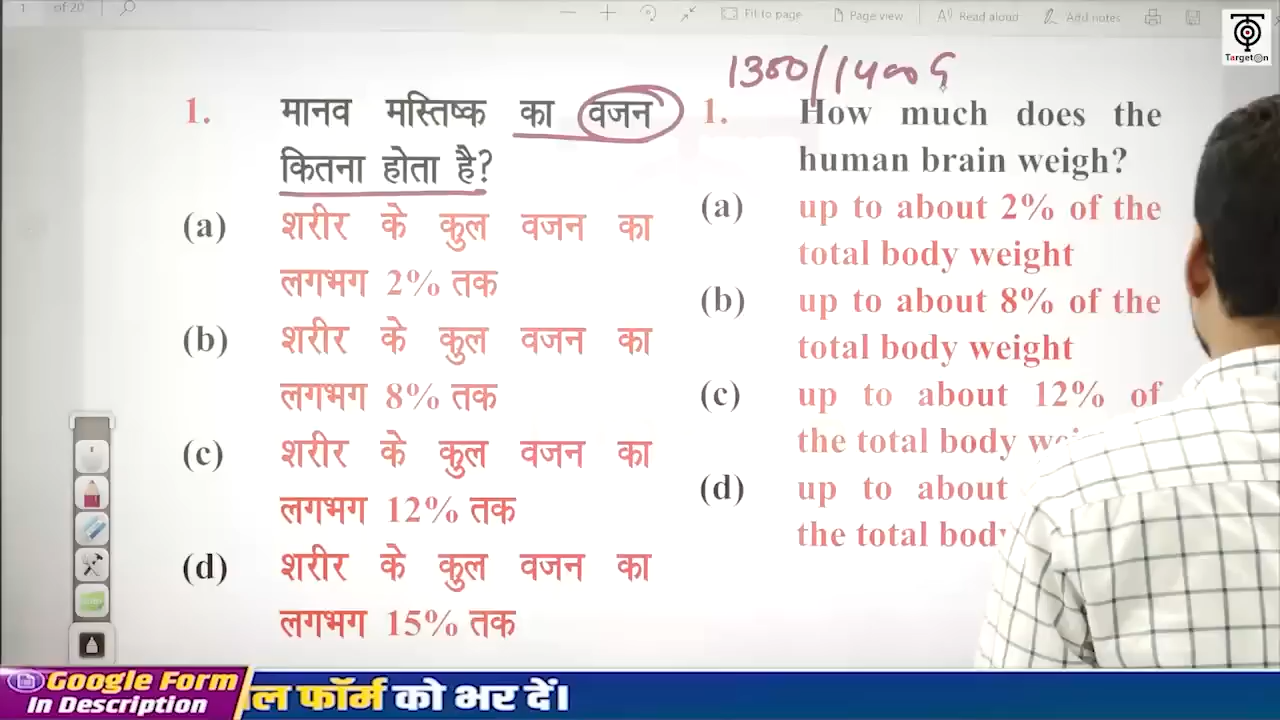 1 of 20
Fit to page
Page view
Read aloud
Add notes
TargetOn
1300/1400g
1. मानव मस्तिष्क का वजन
कितना होता है?
(a) शरीर के कुल वजन का
लगभग 2% तक
(b) शरीर के कुल वजन का
लगभग 8% तक
(c) शरीर के कुल वजन का
लगभग 12% तक
(d) शरीर के कुल वजन का
लगभग 15% तक
1. How much does the
human brain weigh?
(a) up to about 2% of the
total body weight
(b) up to about 8% of the
total body weight
(c) up to about 12% of
the total body
(d) up to about
the total body
Google Form
In Description
फॉर्म को भर दें।